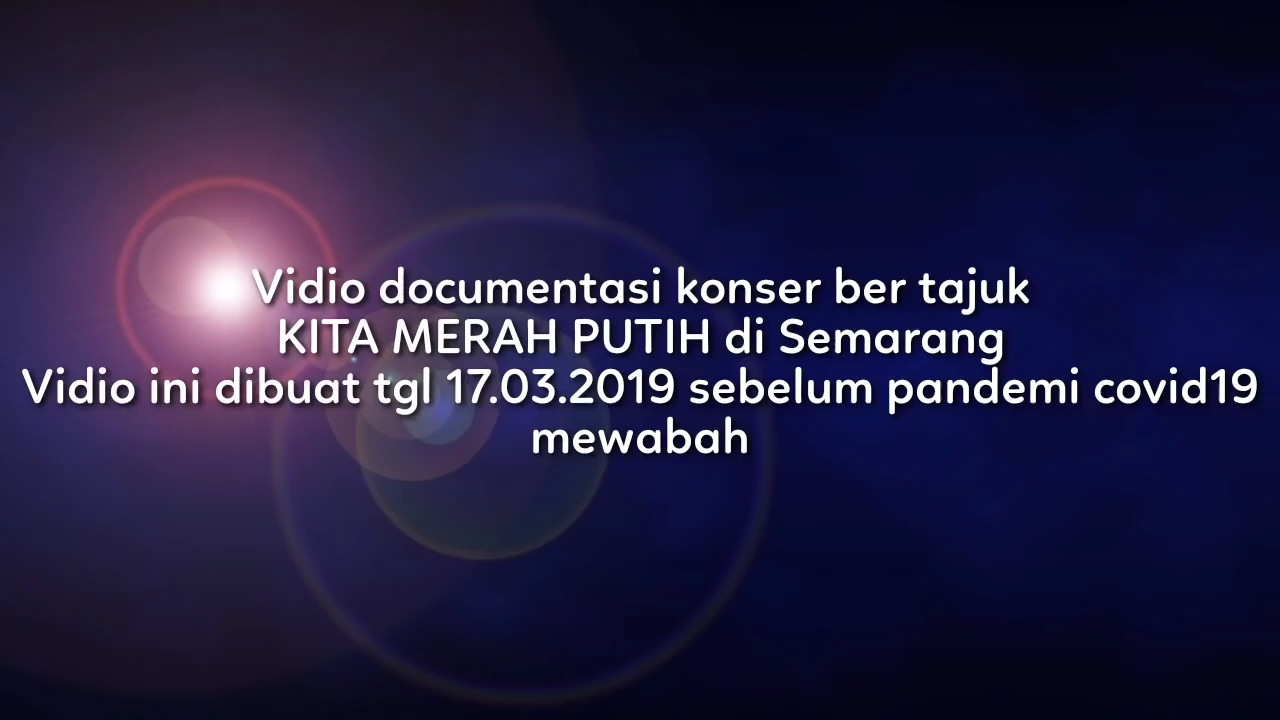 Vidio documentasi konser ber tajuk
KITA MERAH PUTIH di Semarang
Vidio ini dibuat tgl 17.03.2019 sebelum pandemi covid19
mewabah